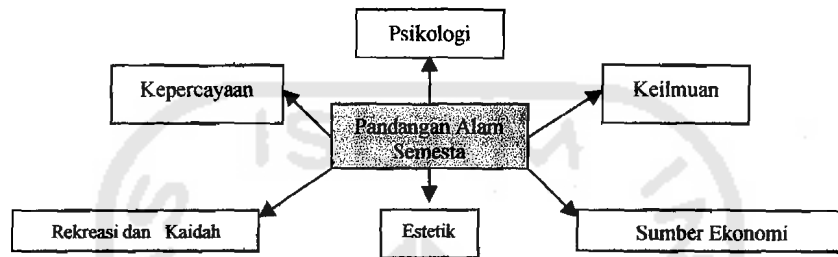 Psikologi
Kepercayaan
Keilmuan
Pandangan Alam
Semesta
Rekreasi dan Kaidah
Estetik
Sumber Ekonomi